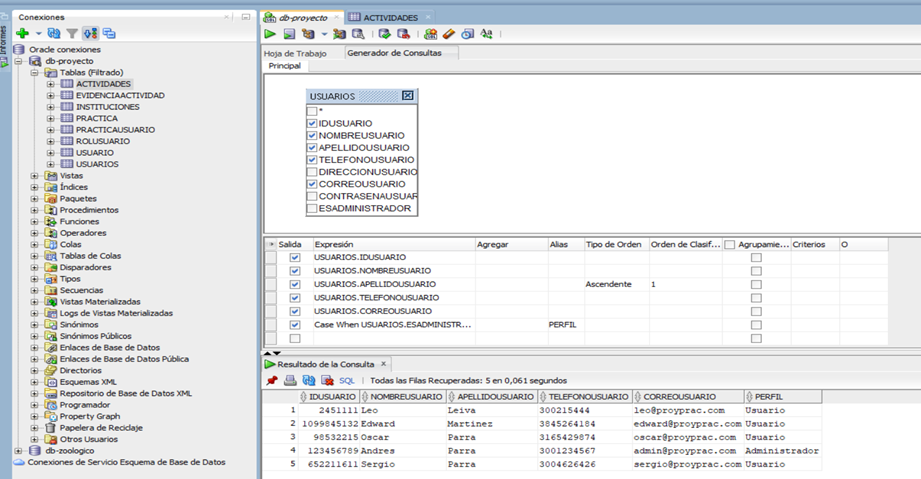 Conexiones
Informes
Oracle conexiones
db-proyecto
Tablas (Filtrado)
ACTIVIDADES
EVIDENCIAACTIVIDAD
INSTITUCIONES
PRACTICA
PRACTICAUSUARIO
ROLUSUARIO
USUARIO
USUARIOS
Vistas
Índices
Paquetes
Procedimientos
Funciones
Operadores
Colas
Tablas de Colas
Disparadores
Tipos
Secuencias
Vistas Materializadas
Logs de Vistas Materializadas
Sinónimos
Sinónimos Públicos
Enlaces de Base de Datos
Enlaces de Base de Datos Pública
Directorios
Esquemas XML
Repositorio de Base de Datos XML
Programador
Property Graph
Papelera de Reciclaje
Otros Usuarios
db-zoologico
Conexiones de Servicio Esquema de Base de Datos
db-proyecto ACTIVIDADES
Hoja de Trabajo Generador de Consultas
Principal
USUARIOS
*
IDUSUARIO
NOMBREUSUARIO
APELLIDOUSUARIO
TELEFONOUSUARIO
DIRECCIONUSUARIO
CORREOUSUARIO
CONTRASENAUSUAR
ESADMINISTRADOR
Salida Expresión Agregar Alias Tipo de Orden Orden de Clasif... Agrupamie... Criterios O
USUARIOS.IDUSUARIO
USUARIOS.NOMBREUSUARIO
USUARIOS.APELLIDOUSUARIO Ascendente 1
USUARIOS.TELEFONOUSUARIO
USUARIOS.CORREOUSUARIO
Case When USUARIOS.ESADMINISTR... PERFIL
Resultado de la Consulta
SQL | Todas las Filas Recuperadas: 5 en 0,061 segundos
IDUSUARIO NOMBREUSUARIO APELLIDOUSUARIO TELEFONOUSUARIO CORREOUSUARIO PERFIL
1 2451111 Leo Leiva 300215444 leo@proyprac.com Usuario
2 1099845132 Edward Martinez 3845264184 edward@proyprac.com Usuario
3 98532215 Oscar Parra 3165429874 oscar@proyprac.com Usuario
4 123456789 Andres Parra 3001234567 admin@proyprac.com Administrador
5 652211611 Sergio Parra 3004626426 sergio@proyprac.com Usuario